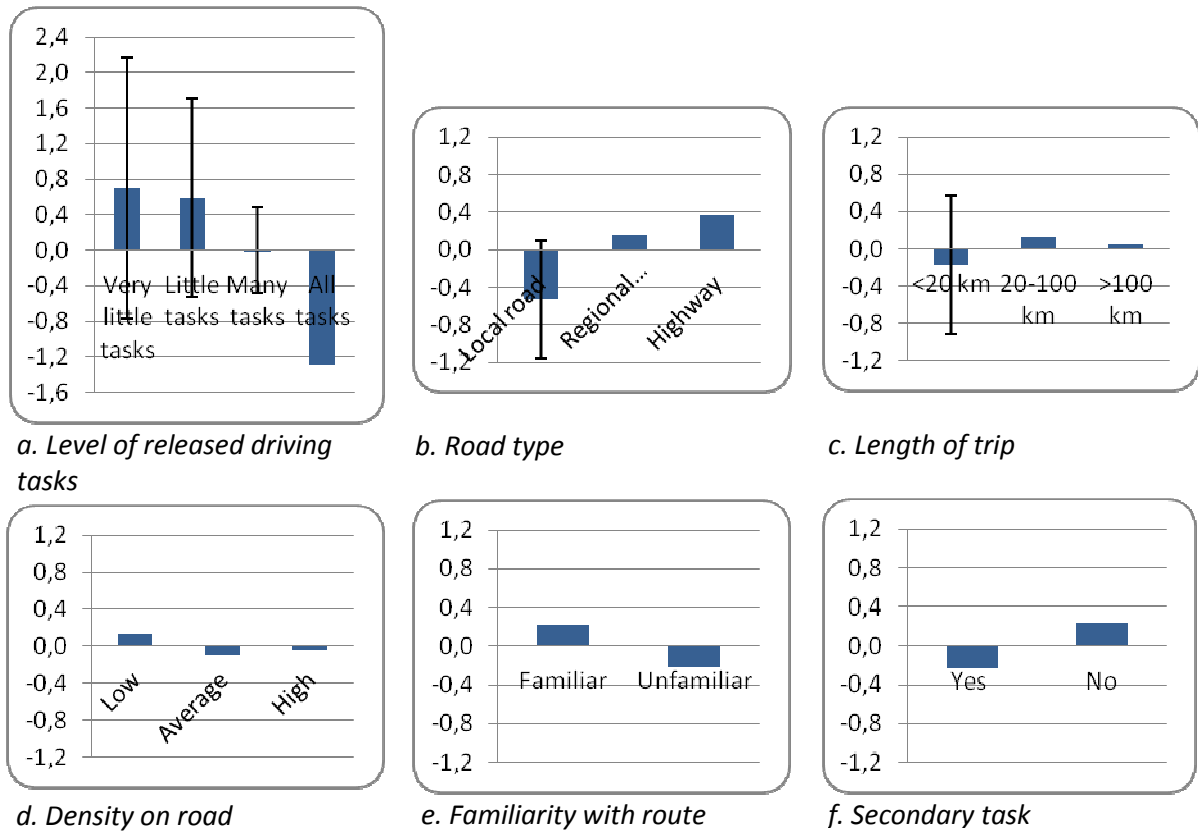 2,4
2,0
1,6
1,2
0,8
0,4
0,0
-0,4
-0,8
-1,2
-1,6
Very little tasks
Little tasks
Many tasks
All tasks
a. Level of released driving
tasks
1,2
0,8
0,4
0,0
-0,4
-0,8
-1,2
Local road
Regional...
Highway
b. Road type
1,2
0,8
0,4
0,0
-0,4
-0,8
-1,2
<20 km
20-100 km
>100 km
c. Length of trip
1,2
0,8
0,4
0,0
-0,4
-0,8
-1,2
Low
Average
High
d. Density on road
1,2
0,8
0,4
0,0
-0,4
-0,8
-1,2
Familiar
Unfamiliar
e. Familiarity with route
1,2
0,8
0,4
0,0
-0,4
-0,8
-1,2
Yes
No
f. Secondary task